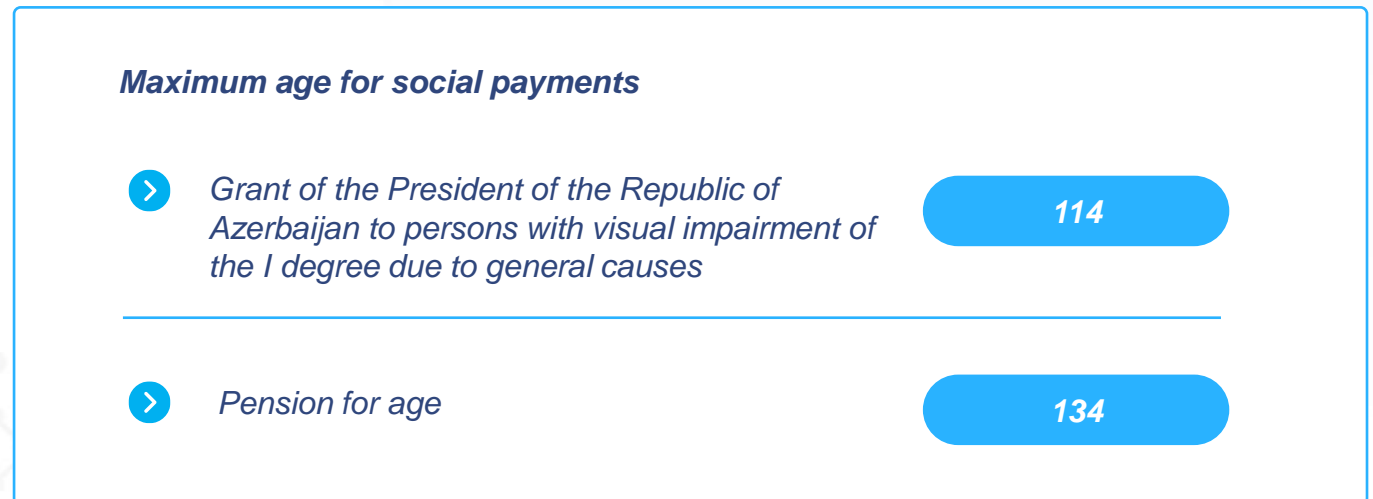 Maximum age for social payments
Grant of the President of the Republic of
Azerbaijan to persons with visual impairment of
the I degree due to general causes
114
Pension for age
134